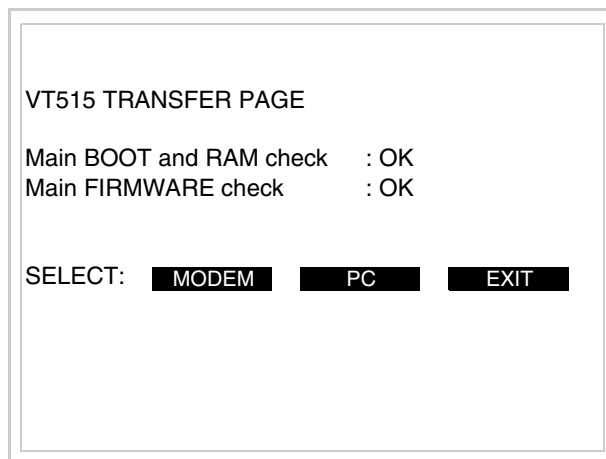 VT515 TRANSFER PAGE
Main BOOT and RAM check : OK
Main FIRMWARE check : OK
SELECT: MODEM PC EXIT